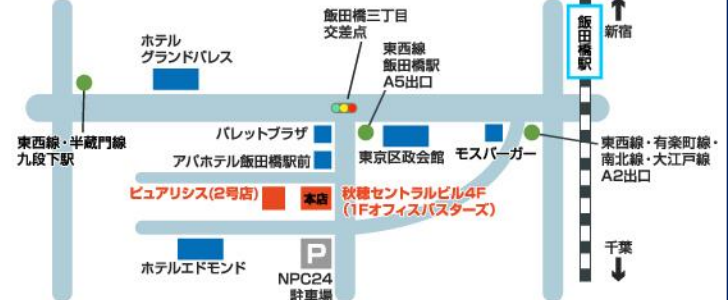 飯田橋三丁目
交差点
ホテル
グランドパレス
東西線
飯田橋駅
A5出口
飯田橋駅
新宿
東西線・半蔵門線
九段下駅
パレットプラザ
アパホテル飯田橋駅前
東京区政会館
モスバーガー
東西線・有楽町線・
南北線・大江戸線
A2出口
ピュアリシス(2号店)
本店
秋穂セントラルビル4F
(1Fオフィスバスターズ)
ホテルエドモンド
P
NPC24
駐車場
千葉